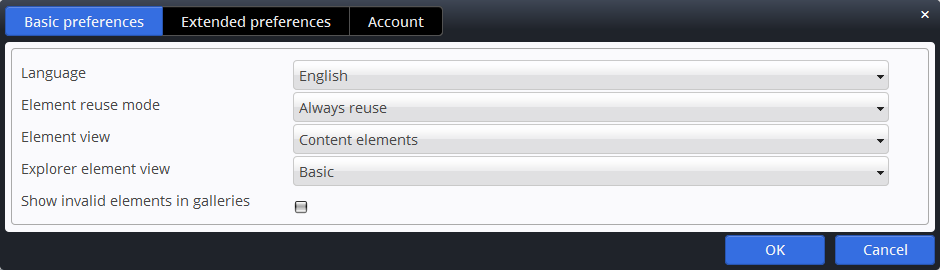 Basic preferences Extended preferences Account ×
Language English
Element reuse mode Always reuse
Element view Content elements
Explorer element view Basic
Show invalid elements in galleries
OK Cancel